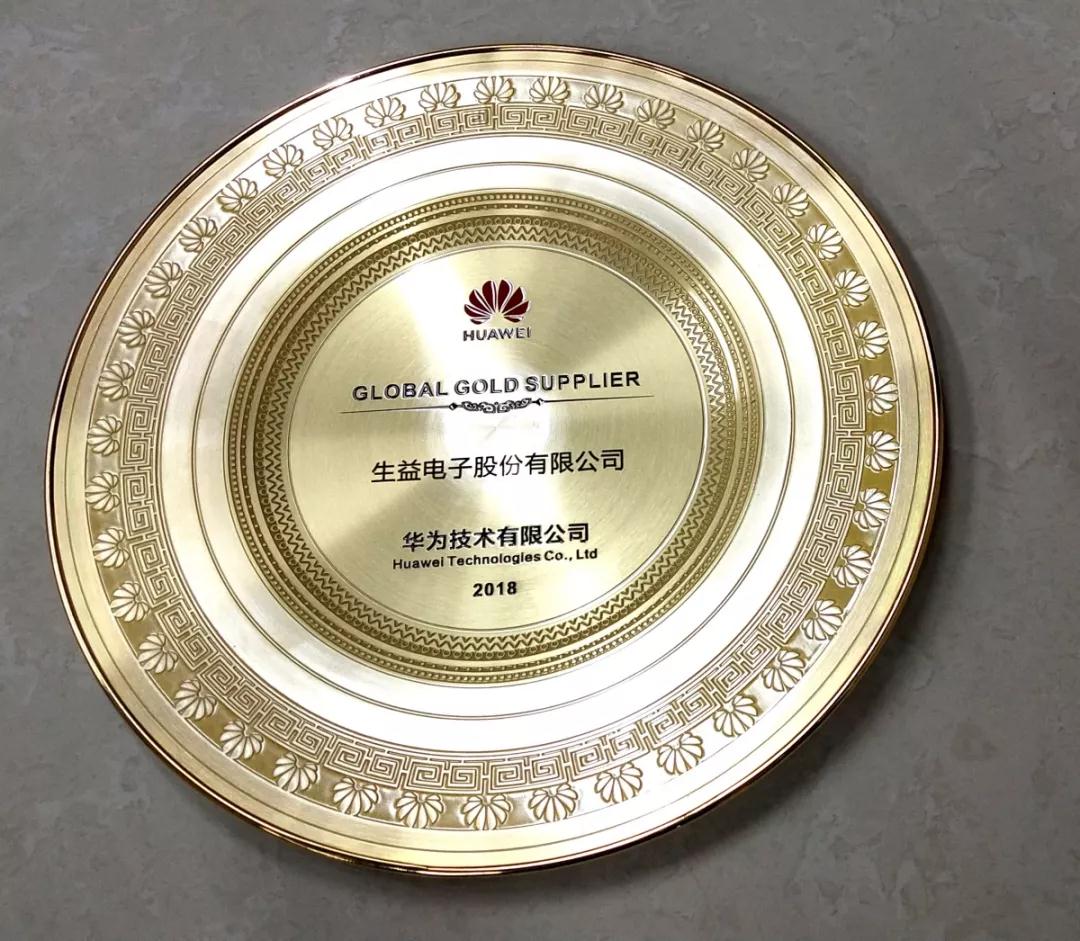 HUAWEI
GLOBAL GOLD SUPPLIER
生益电子股份有限公司
华为技术有限公司
Huawei Technologies Co., Ltd
2018